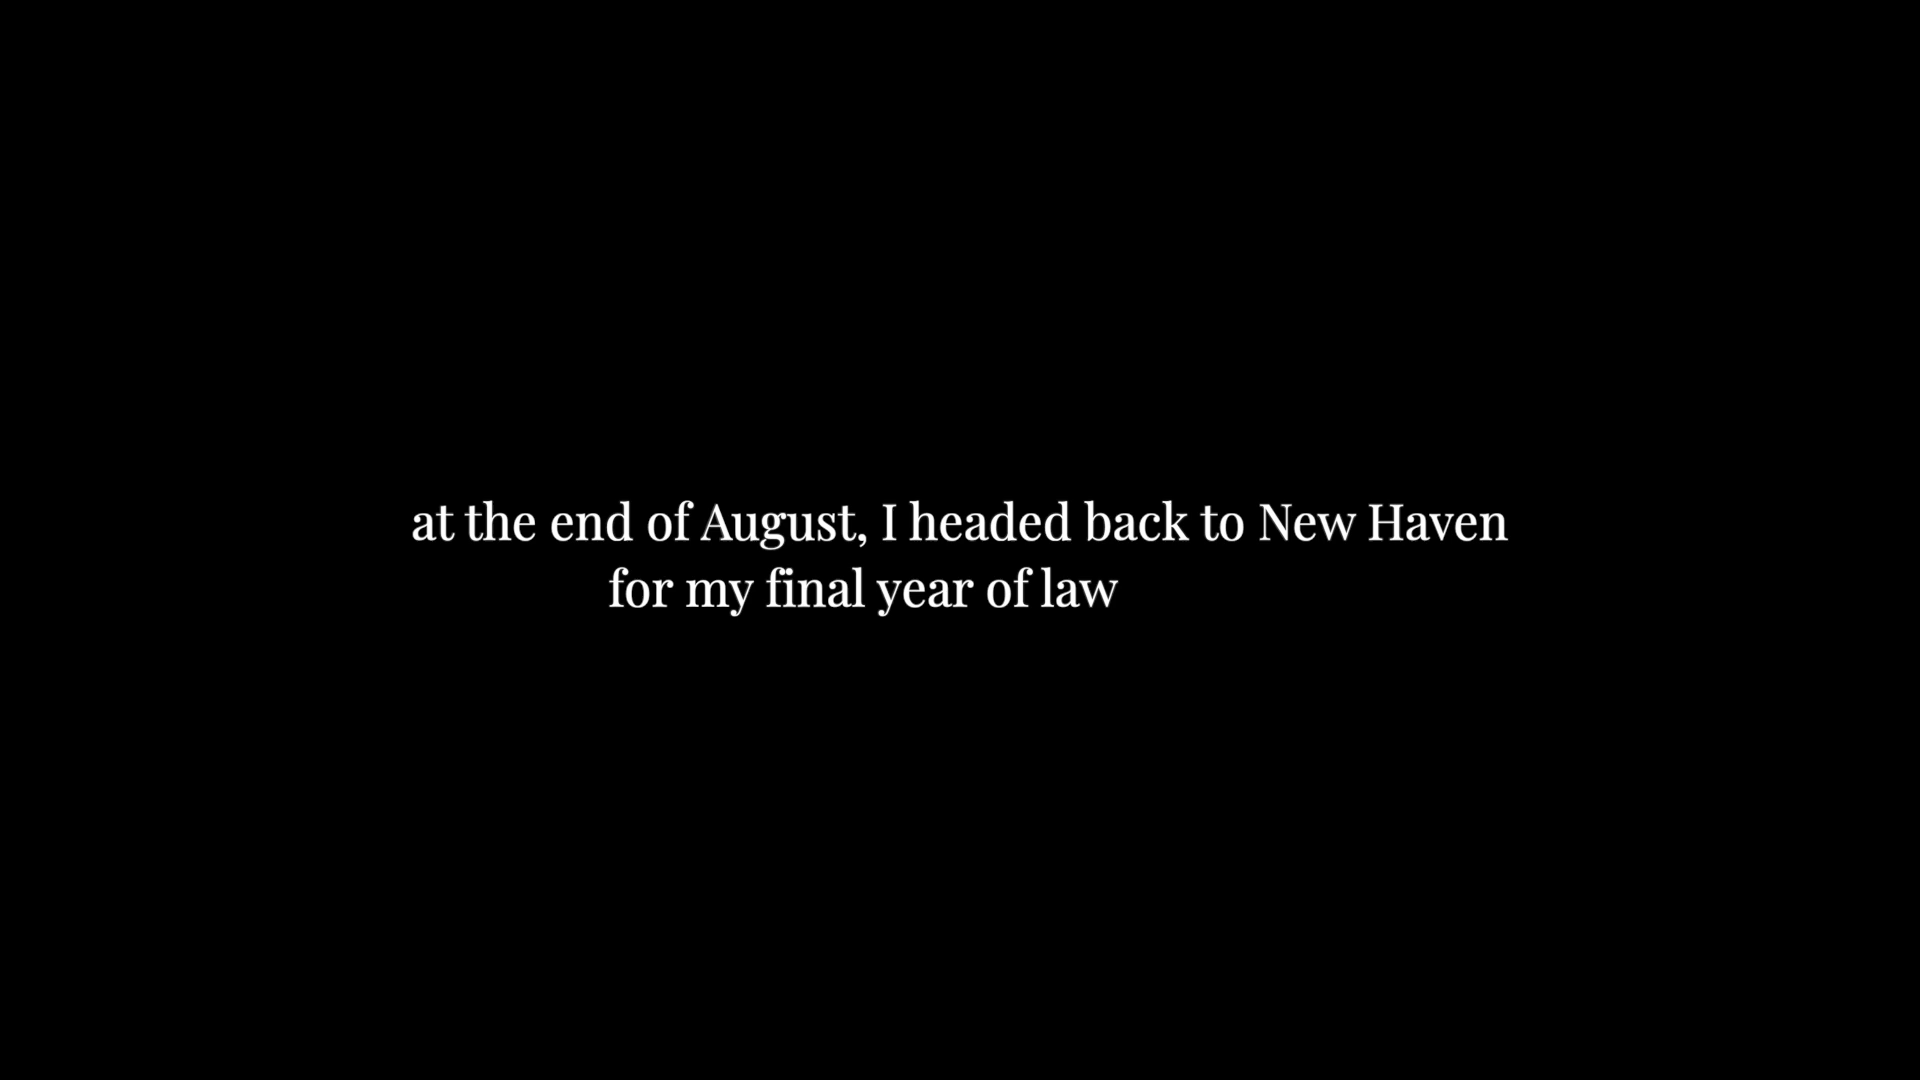 at the end of August, I headed back to New Haven
for my final year of law